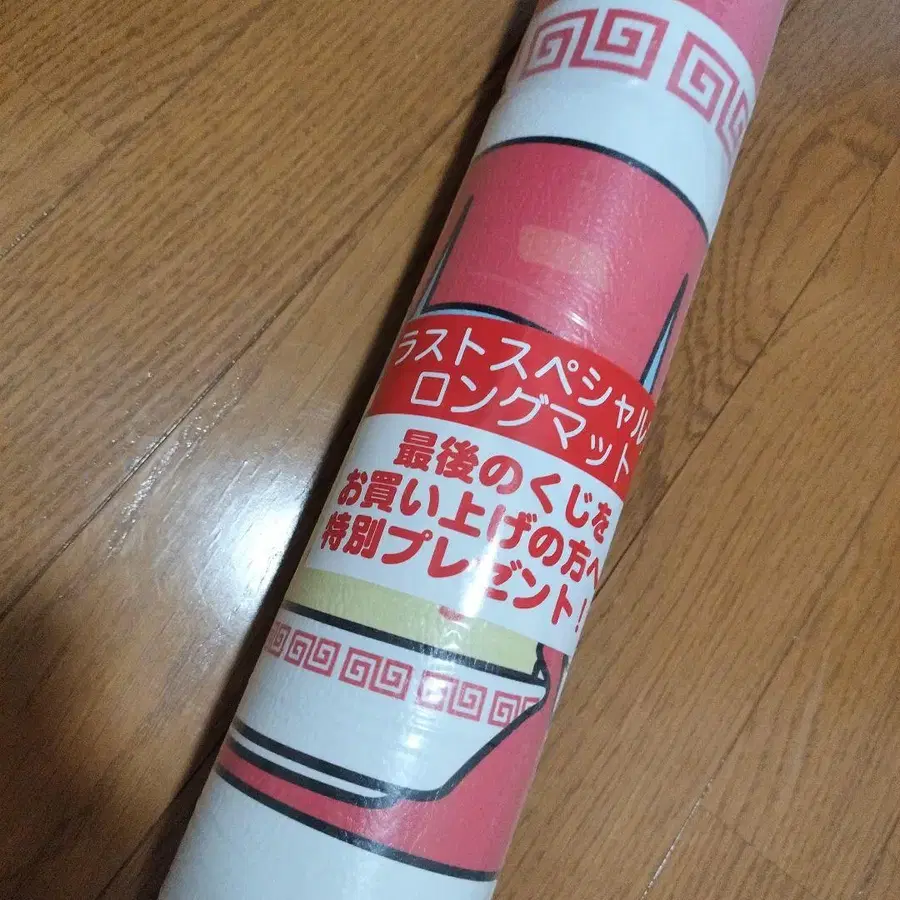 ラストスペシャル
ロングマット
最後のくじを
お買い上げの方へ
特別プレゼント!